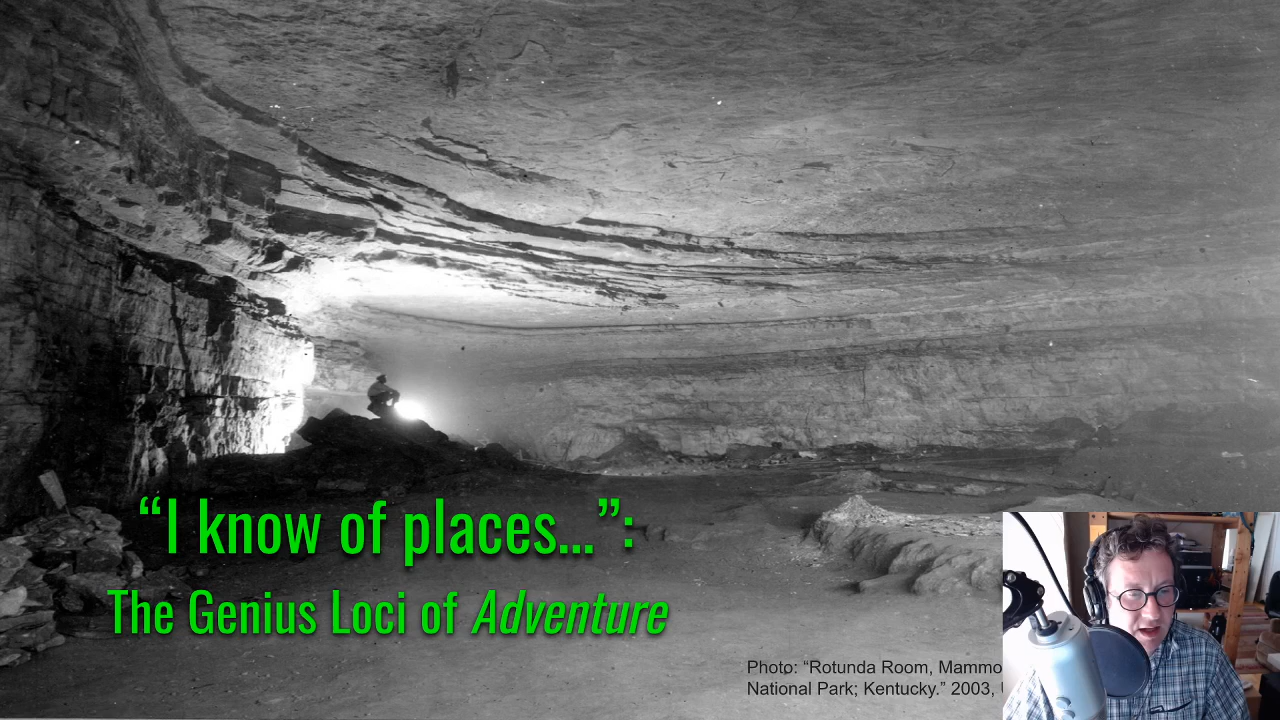 “I know of places...”:
The Genius Loci of Adventure
Photo: “Rotunda Room, Mammo
National Park; Kentucky.” 2003,